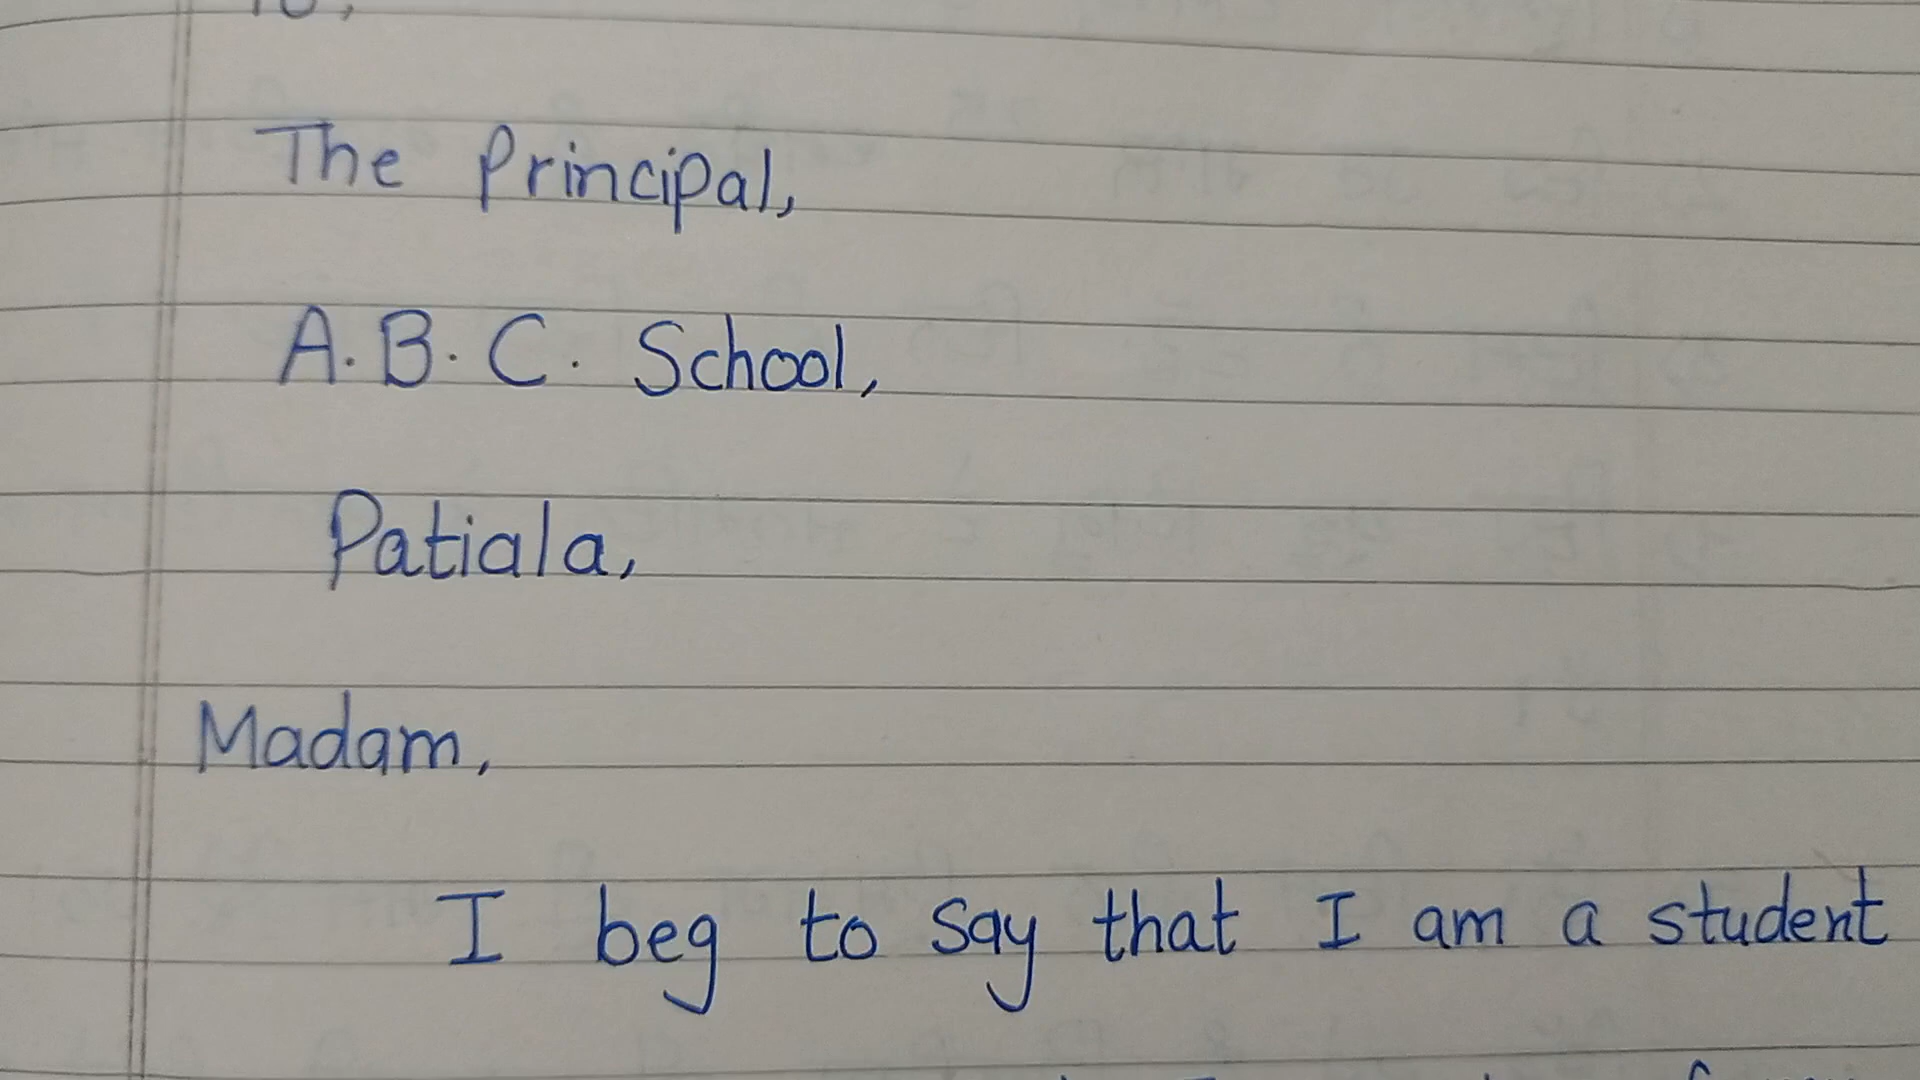 The Principal,
A.B.C. School,
Patiala,
Madam,
I beg to say that I am a student